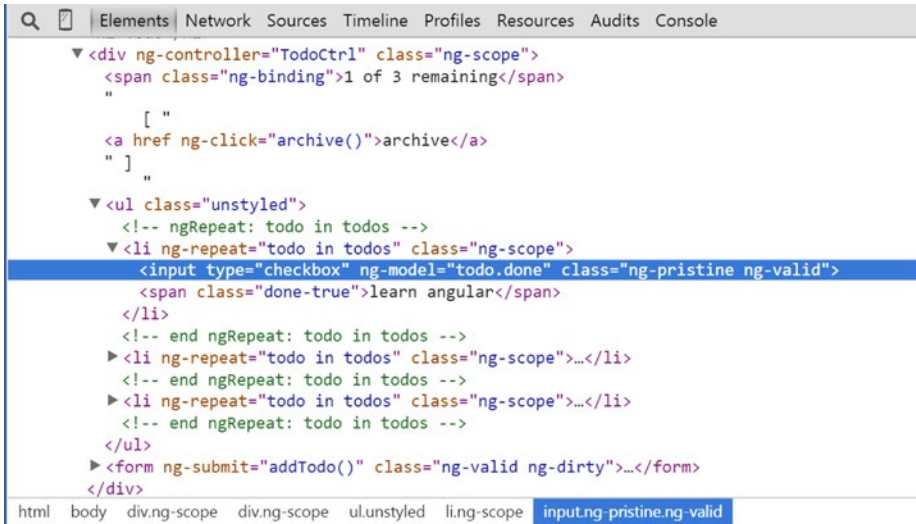 Elements Network Sources Timeline Profiles Resources Audits Console
<div ng-controller="TodoCtrl" class="ng-scope">
<span class="ng-binding">1 of 3 remaining</span>
"
[ "
<a href ng-click="archive()">archive</a>
" ]
"
<ul class="unstyled">
<!-- ngRepeat: todo in todos -->
<li ng-repeat="todo in todos" class="ng-scope">
<input type="checkbox" ng-model="todo.done" class="ng-pristine ng-valid">
<span class="done-true">learn angular</span>
</li>
<!-- end ngRepeat: todo in todos -->
<li ng-repeat="todo in todos" class="ng-scope">…</li>
<!-- end ngRepeat: todo in todos -->
<li ng-repeat="todo in todos" class="ng-scope">…</li>
<!-- end ngRepeat: todo in todos -->
</ul>
<form ng-submit="addTodo()" class="ng-valid ng-dirty">…</form>
</div>
html body div.ng-scope div.ng-scope ul.unstyled li.ng-scope input.ng-pristine.ng-valid